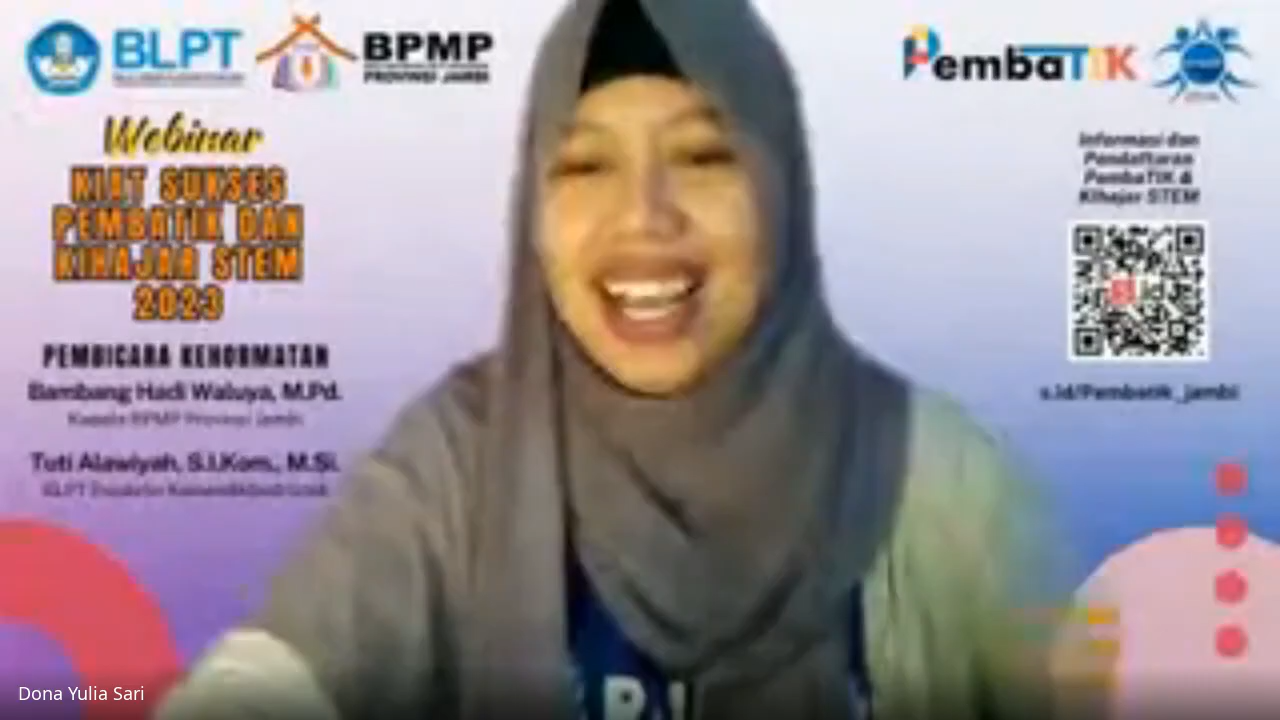 BLPT
BPMP
PROVINSI JAMBI
PembaTIK
Webinar
KIAT SUKSES
PEMBATIK DAN
KIHAJAR STEM
2023
PEMBICARA KEHORMATAN
Bambang Hadi Waluya, M.Pd.
Kepala BPMP Provinsi Jambi
Tuti Alawiyah, S.I.Kom., M.Si.
Informasi dan
Pendaftaran
PembaTIK &
Kihajar STEM
s.id/Pembatik_jambi
Dona Yulia Sari